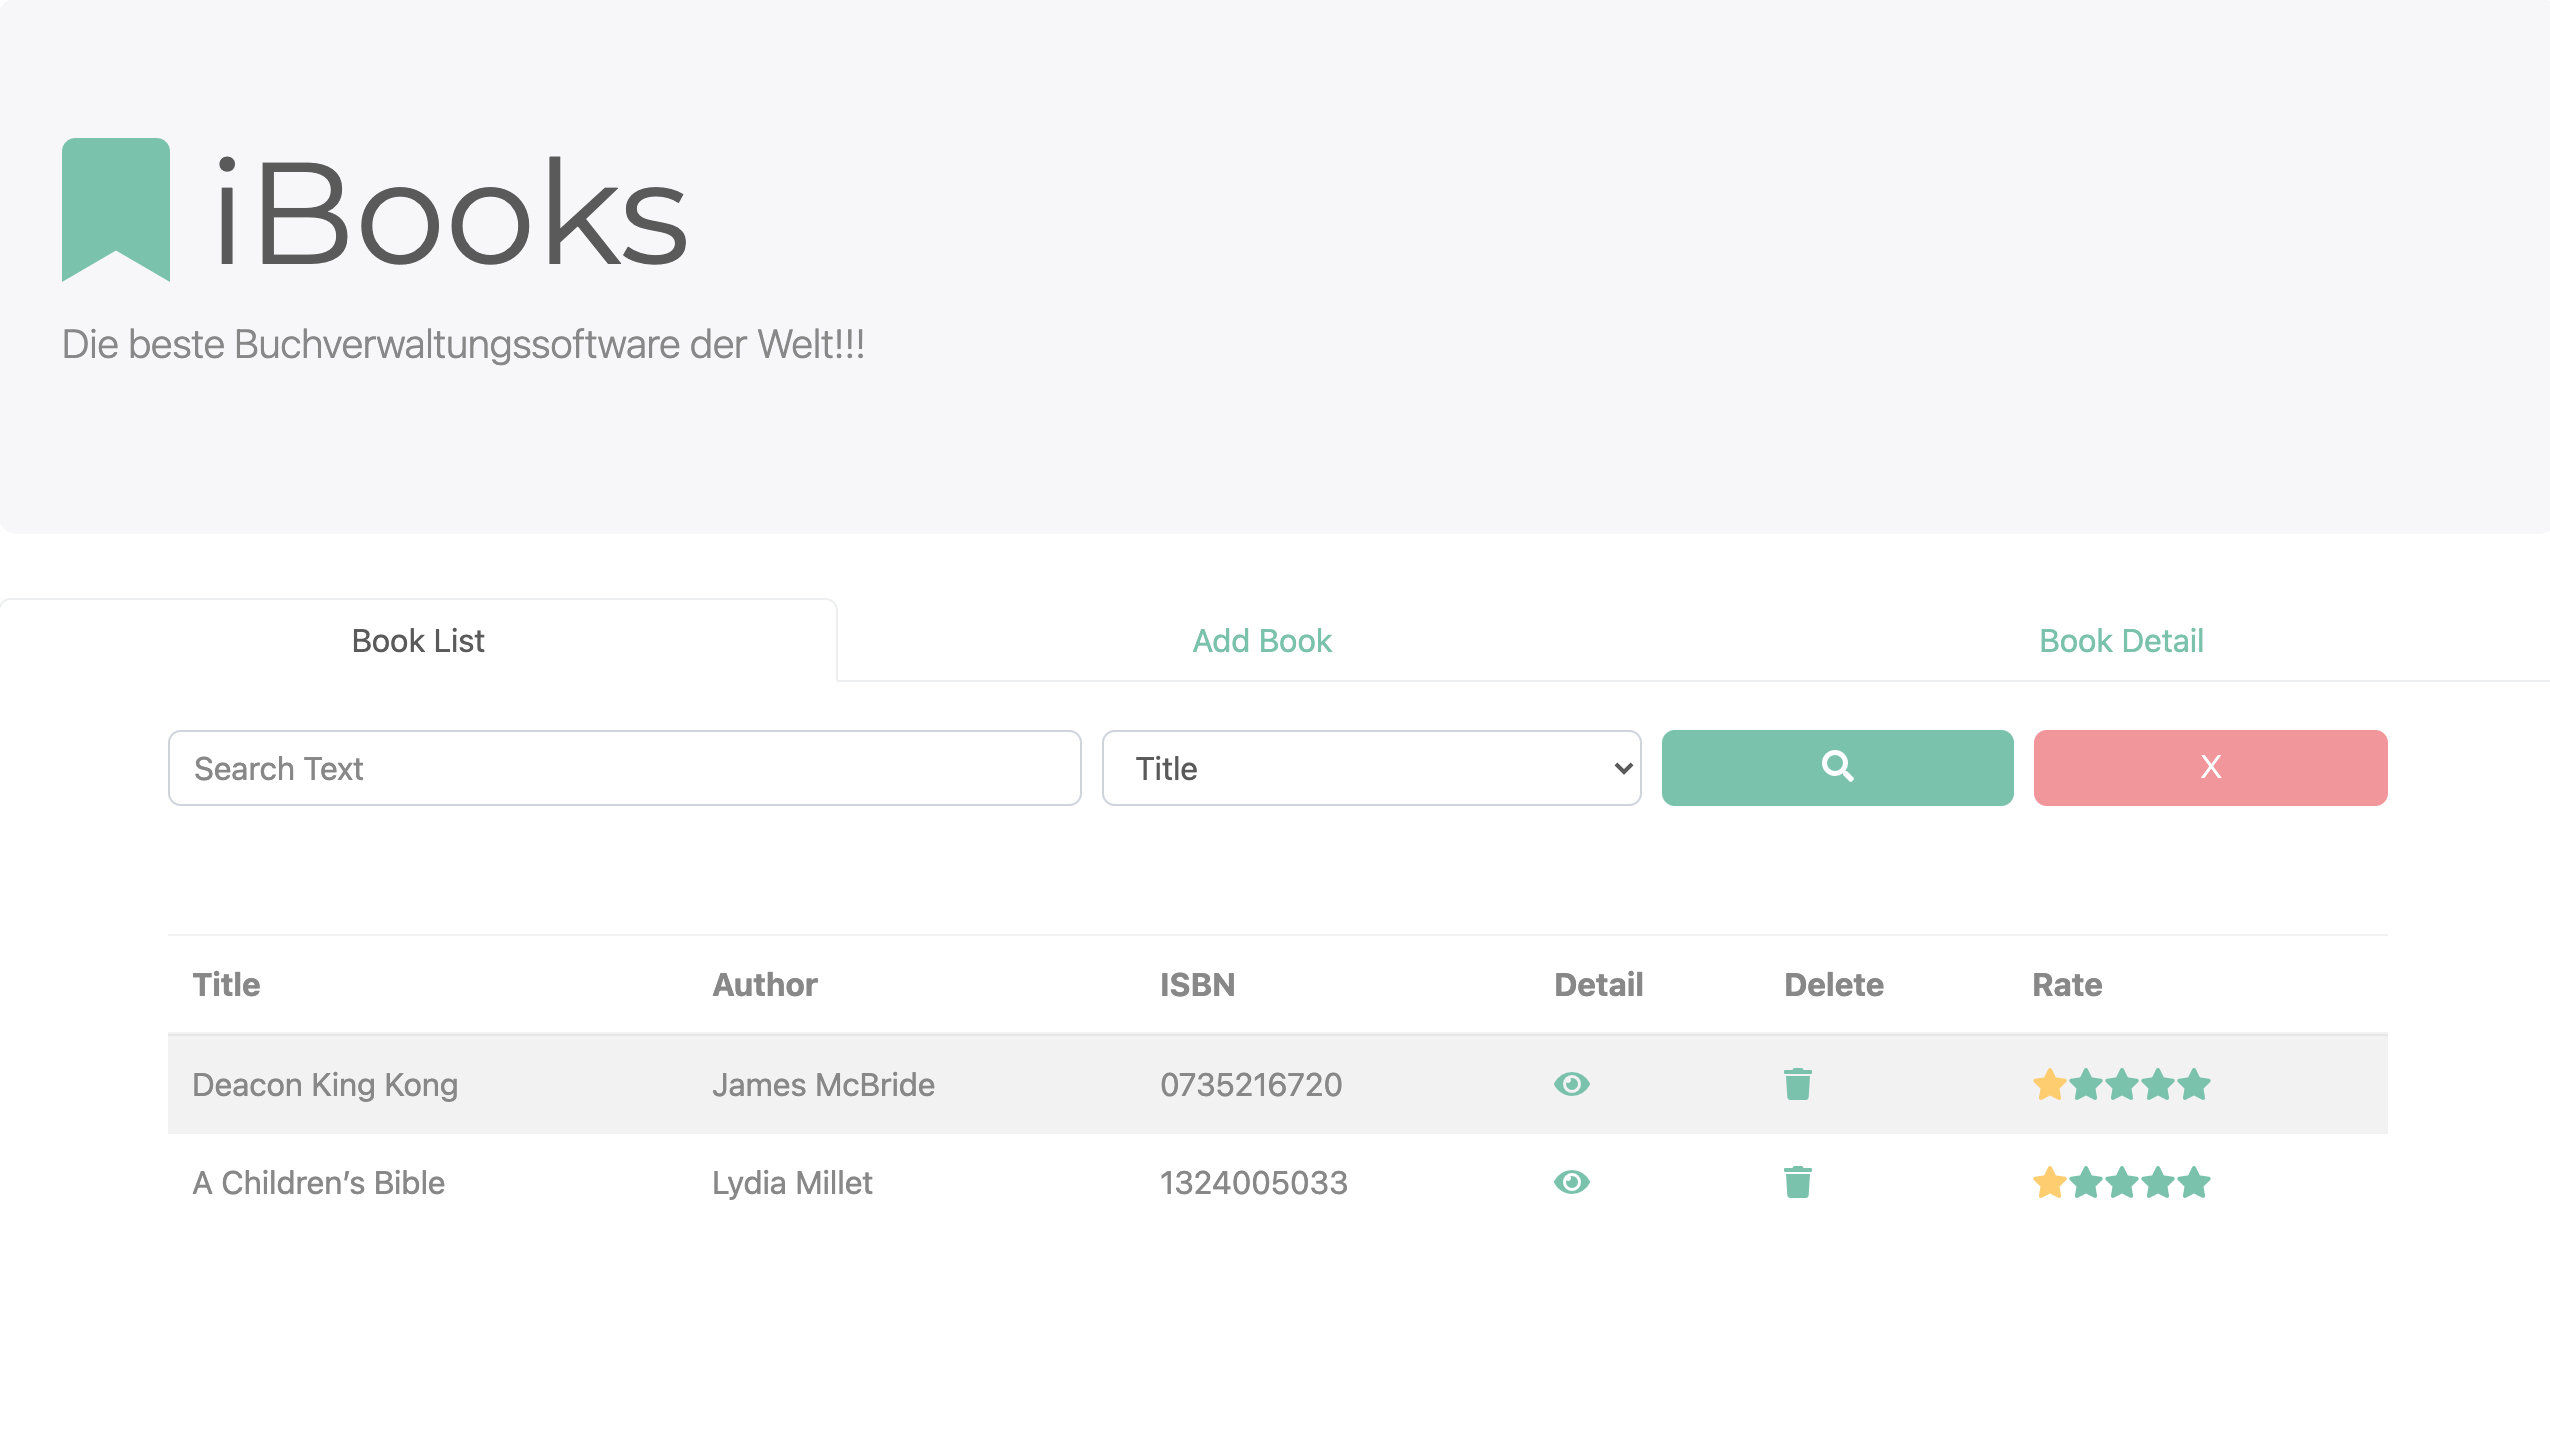 iBooks
Die beste Buchverwaltungssoftware der Welt!!!
Book List Add Book Book Detail
Search Text Title X
Title Author ISBN Detail Delete Rate
Deacon King Kong James McBride 0735216720
A Children’s Bible Lydia Millet 1324005033